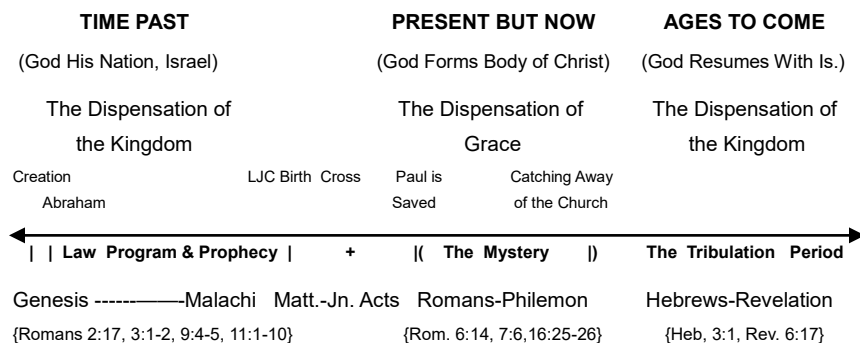 TIME PAST PRESENT BUT NOW AGES TO COME
(God His Nation, Israel) (God Forms Body of Christ) (God Resumes With Is.)
The Dispensation of The Dispensation of The Dispensation of
the Kingdom Grace the Kingdom
Creation LJC Birth Cross Paul is Catching Away
Abraham Saved of the Church
| | Law Program & Prophecy | + |( The Mystery |) The Tribulation Period
Genesis ------———-Malachi Matt.-Jn. Acts Romans-Philemon Hebrews-Revelation
{Romans 2:17, 3:1-2, 9:4-5, 11:1-10} {Rom. 6:14, 7:6,16:25-26} {Heb, 3:1, Rev. 6:17}